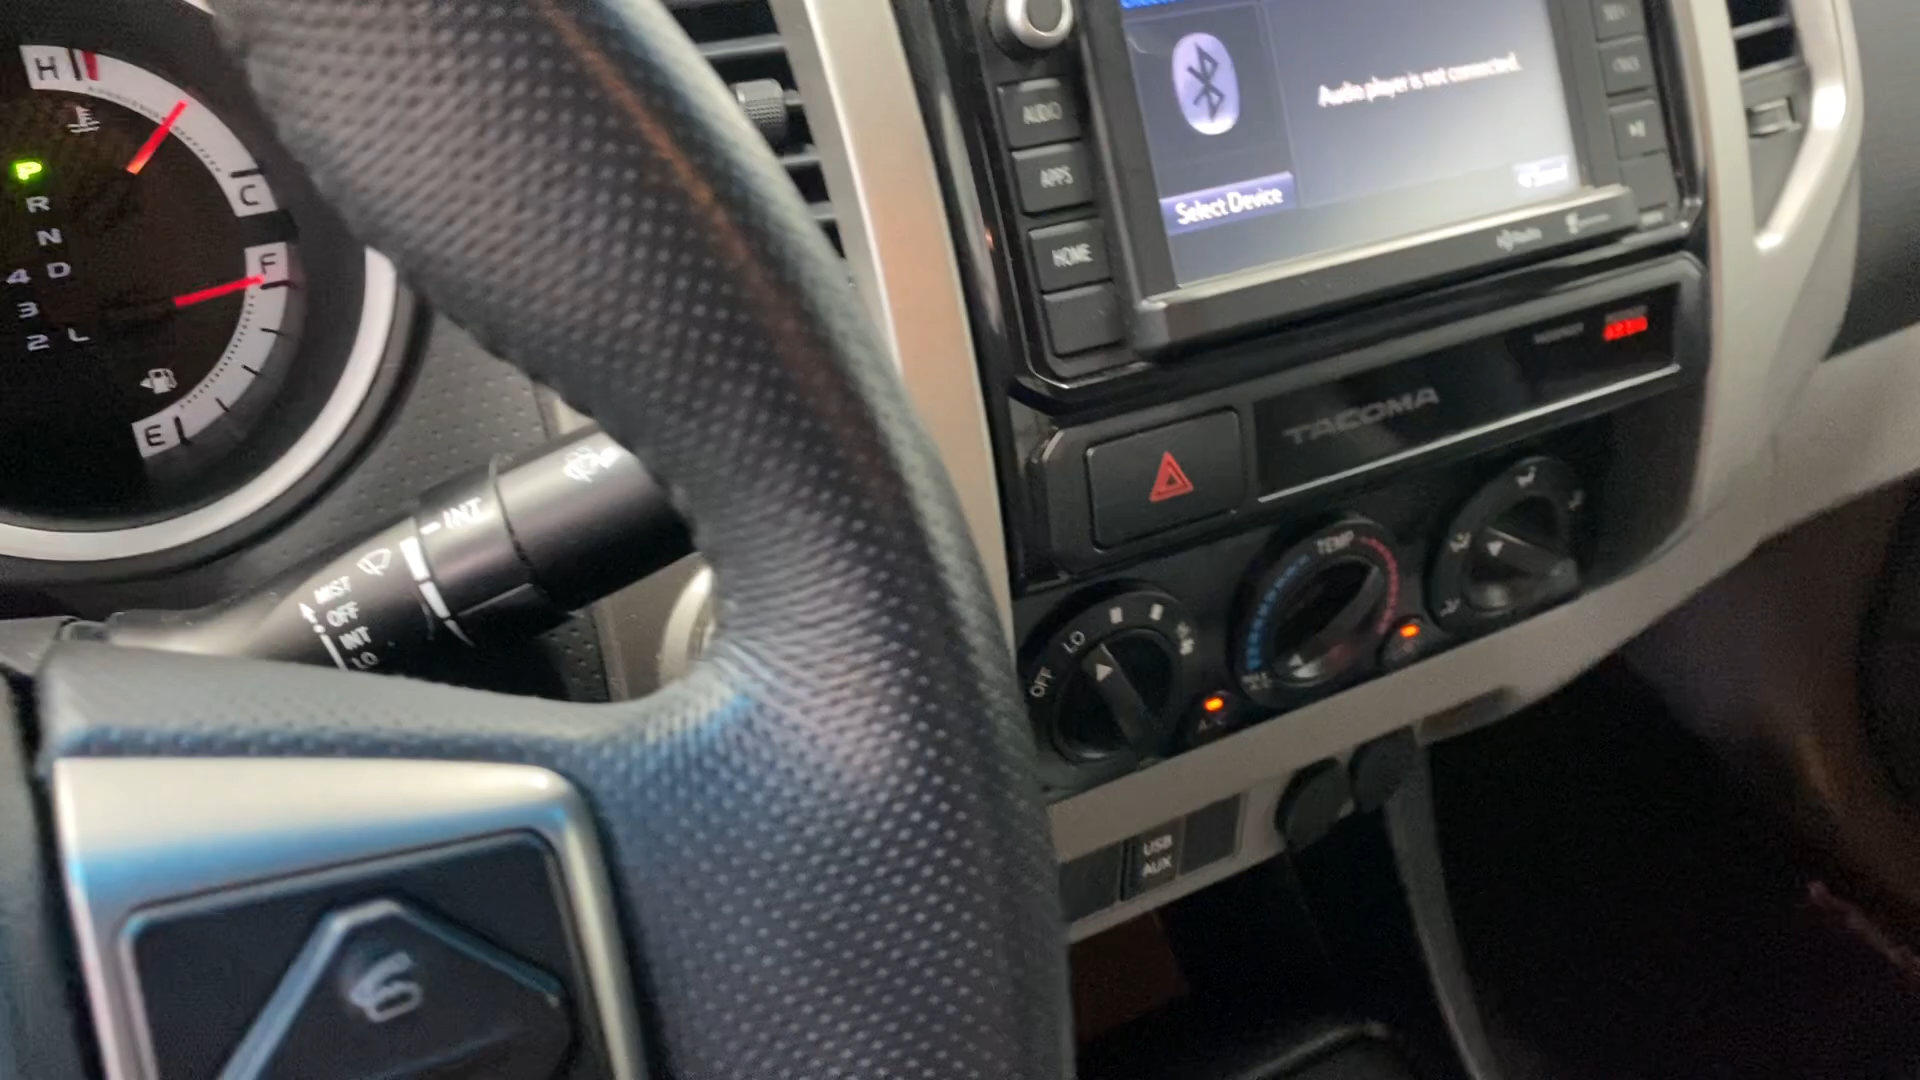 H
C
P
R
N
4 D
3
2 L
F
E
INT
MIST
OFF
INT
LO
AUDIO
APPS
HOME
Audio player is not connected.
Select Device
TACOMA
TEMP
OFF
LO
USB
AUX